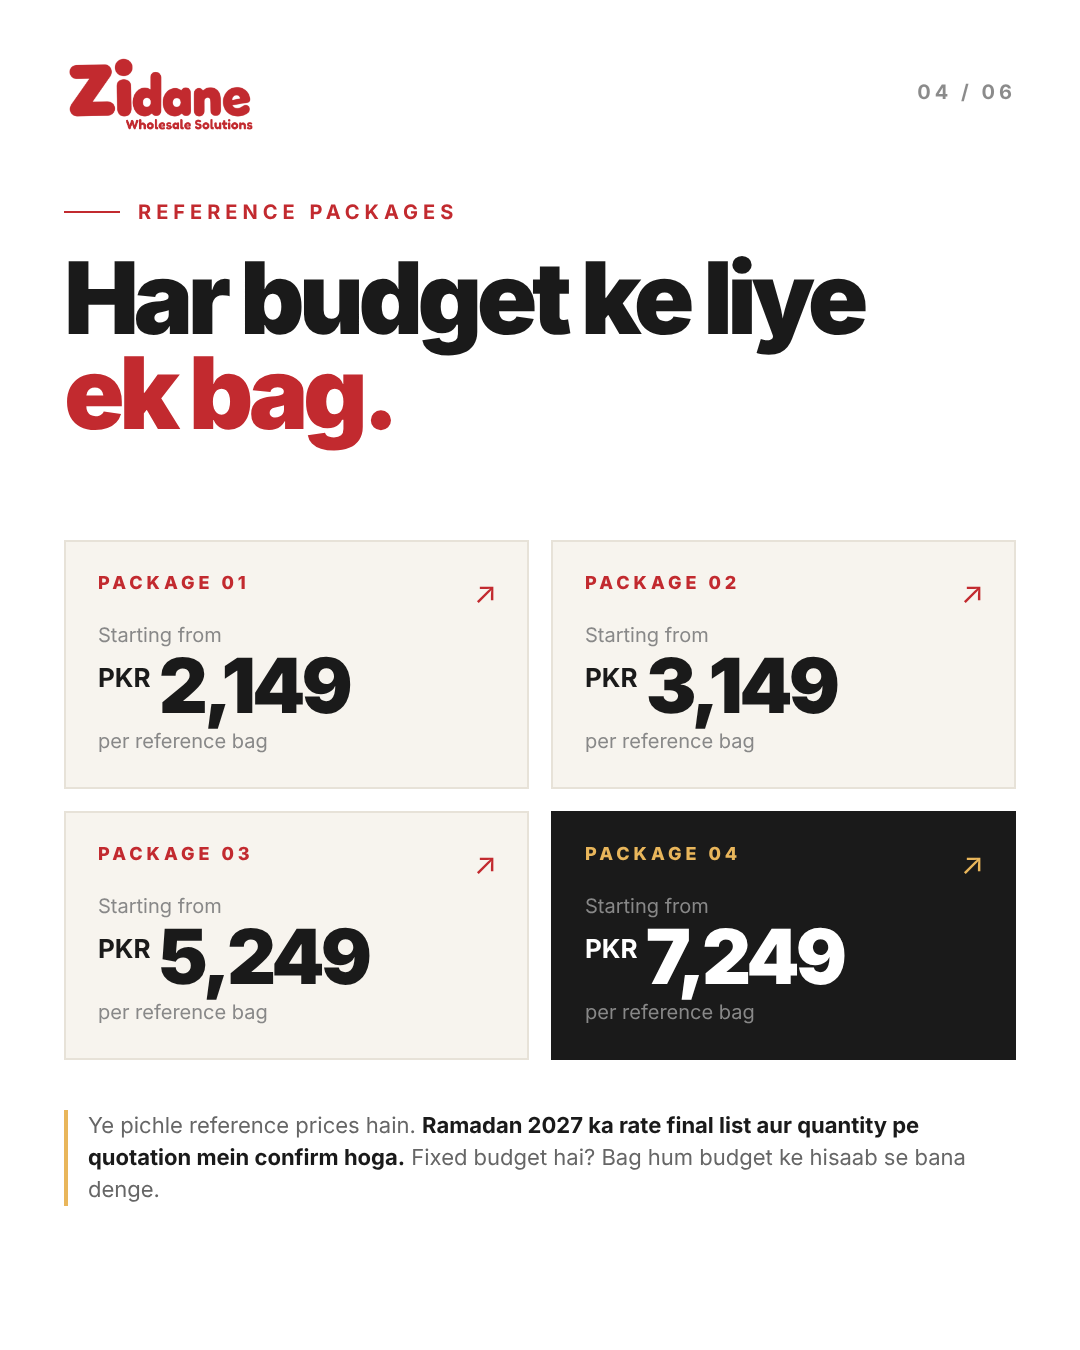 Zidane
Wholesale Solutions
04 / 06
REFERENCE PACKAGES
Har budget ke liye
ek bag.
PACKAGE 01
Starting from
PKR 2,149
per reference bag
PACKAGE 02
Starting from
PKR 3,149
per reference bag
PACKAGE 03
Starting from
PKR 5,249
per reference bag
PACKAGE 04
Starting from
PKR 7,249
per reference bag
Ye pichle reference prices hain. Ramadan 2027 ka rate final list aur quantity pe
quotation mein confirm hoga. Fixed budget hai? Bag hum budget ke hisaab se bana
denge.